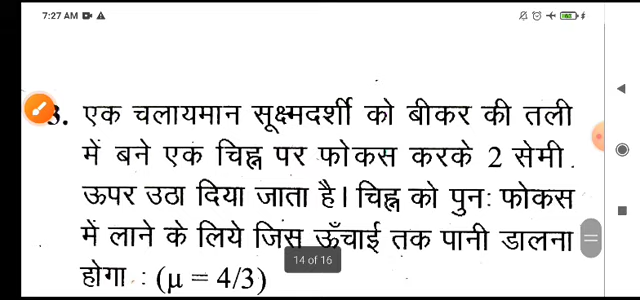 7:27 AM
3. एक चलायमान सूक्ष्मदर्शी को बीकर की तली
में बने एक चिह्न पर फोकस करके 2 सेमी
ऊपर उठा दिया जाता है। चिह्न को पुनः फोकस
में लाने के लिये जिस ऊँचाई तक पानी डालना
14 of 16
होगा : (μ = 4/3)